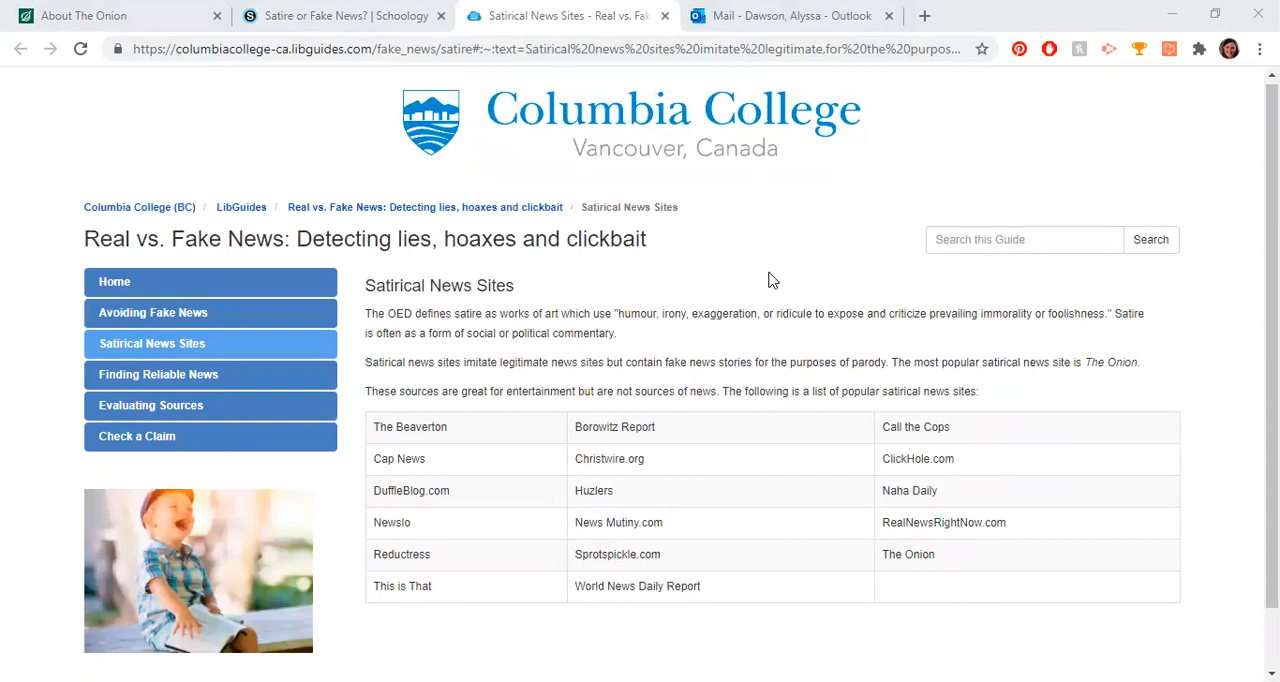 About The Onion
Satire or Fake News? | Schoology
Satirical News Sites - Real vs. Fak
Mail - Dawson, Alyssa - Outlook
https://columbiacollege-ca.libguides.com/fake_news/satire#:~:text=Satirical%20news%20sites%20imitate%20legitimate,for%20the%20purpos...
Columbia College
Vancouver, Canada
Columbia College (BC) / LibGuides / Real vs. Fake News: Detecting lies, hoaxes and clickbait / Satirical News Sites
Real vs. Fake News: Detecting lies, hoaxes and clickbait
Search this Guide
Search
Home
Avoiding Fake News
Satirical News Sites
Finding Reliable News
Evaluating Sources
Check a Claim
Satirical News Sites
The OED defines satire as works of art which use "humour, irony, exaggeration, or ridicule to expose and criticize prevailing immorality or foolishness." Satire
is often as a form of social or political commentary.
Satirical news sites imitate legitimate news sites but contain fake news stories for the purposes of parody. The most popular satirical news site is The Onion.
These sources are great for entertainment but are not sources of news. The following is a list of popular satirical news sites:
The Beaverton Borowitz Report Call the Cops
Cap News Christwire.org ClickHole.com
DuffleBlog.com Huzlers Naha Daily
Newslo News Mutiny.com RealNewsRightNow.com
Reductress Sprotspickle.com The Onion
This is That World News Daily Report